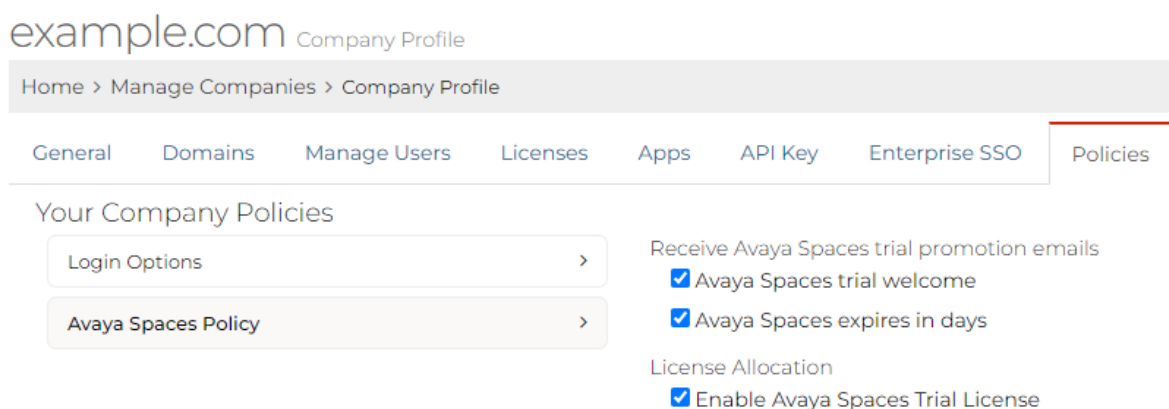 example.com Company Profile
Home > Manage Companies > Company Profile
General Domains Manage Users Licenses Apps API Key Enterprise SSO Policies
Your Company Policies
Login Options >
Avaya Spaces Policy >
Receive Avaya Spaces trial promotion emails
Avaya Spaces trial welcome
Avaya Spaces expires in days
License Allocation
Enable Avaya Spaces Trial License